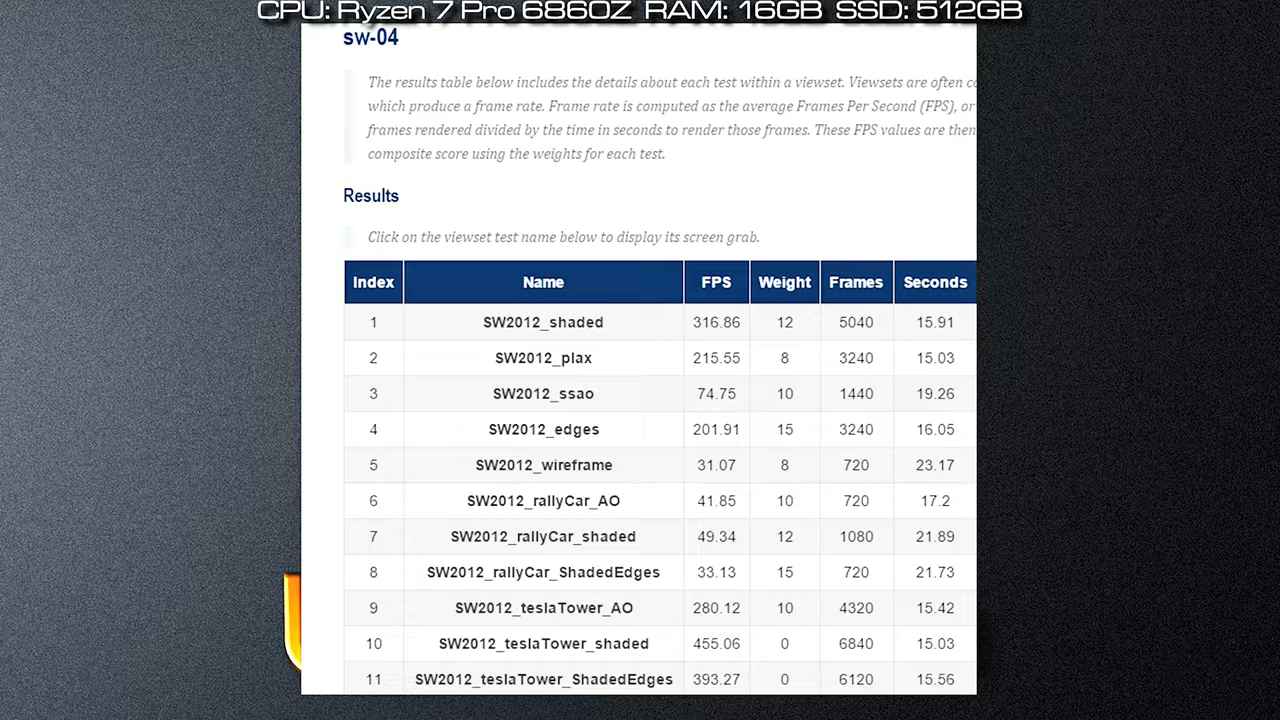 CPU: Ryzen 7 Pro 6860Z RAM: 16GB SSD: 512GB
sw-04
The results table below includes the details about each test within a viewset. Viewsets are often
which produce a frame rate. Frame rate is computed as the average Frames Per Second (FPS), or
frames rendered divided by the time in seconds to render those frames. These FPS values are then
composite score using the weights for each test.
Results
Click on the viewset test name below to display its screen grab.
Index Name FPS Weight Frames Seconds
1 SW2012_shaded 316.86 12 5040 15.91
2 SW2012_plax 215.55 8 3240 15.03
3 SW2012_ssao 74.75 10 1440 19.26
4 SW2012_edges 201.91 15 3240 16.05
5 SW2012_wireframe 31.07 8 720 23.17
6 SW2012_rallyCar_AO 41.85 10 720 17.2
7 SW2012_rallyCar_shaded 49.34 12 1080 21.89
8 SW2012_rallyCar_ShadedEdges 33.13 15 720 21.73
9 SW2012_teslaTower_AO 280.12 10 4320 15.42
10 SW2012_teslaTower_shaded 455.06 0 6840 15.03
11 SW2012_teslaTower_ShadedEdges 393.27 0 6120 15.56